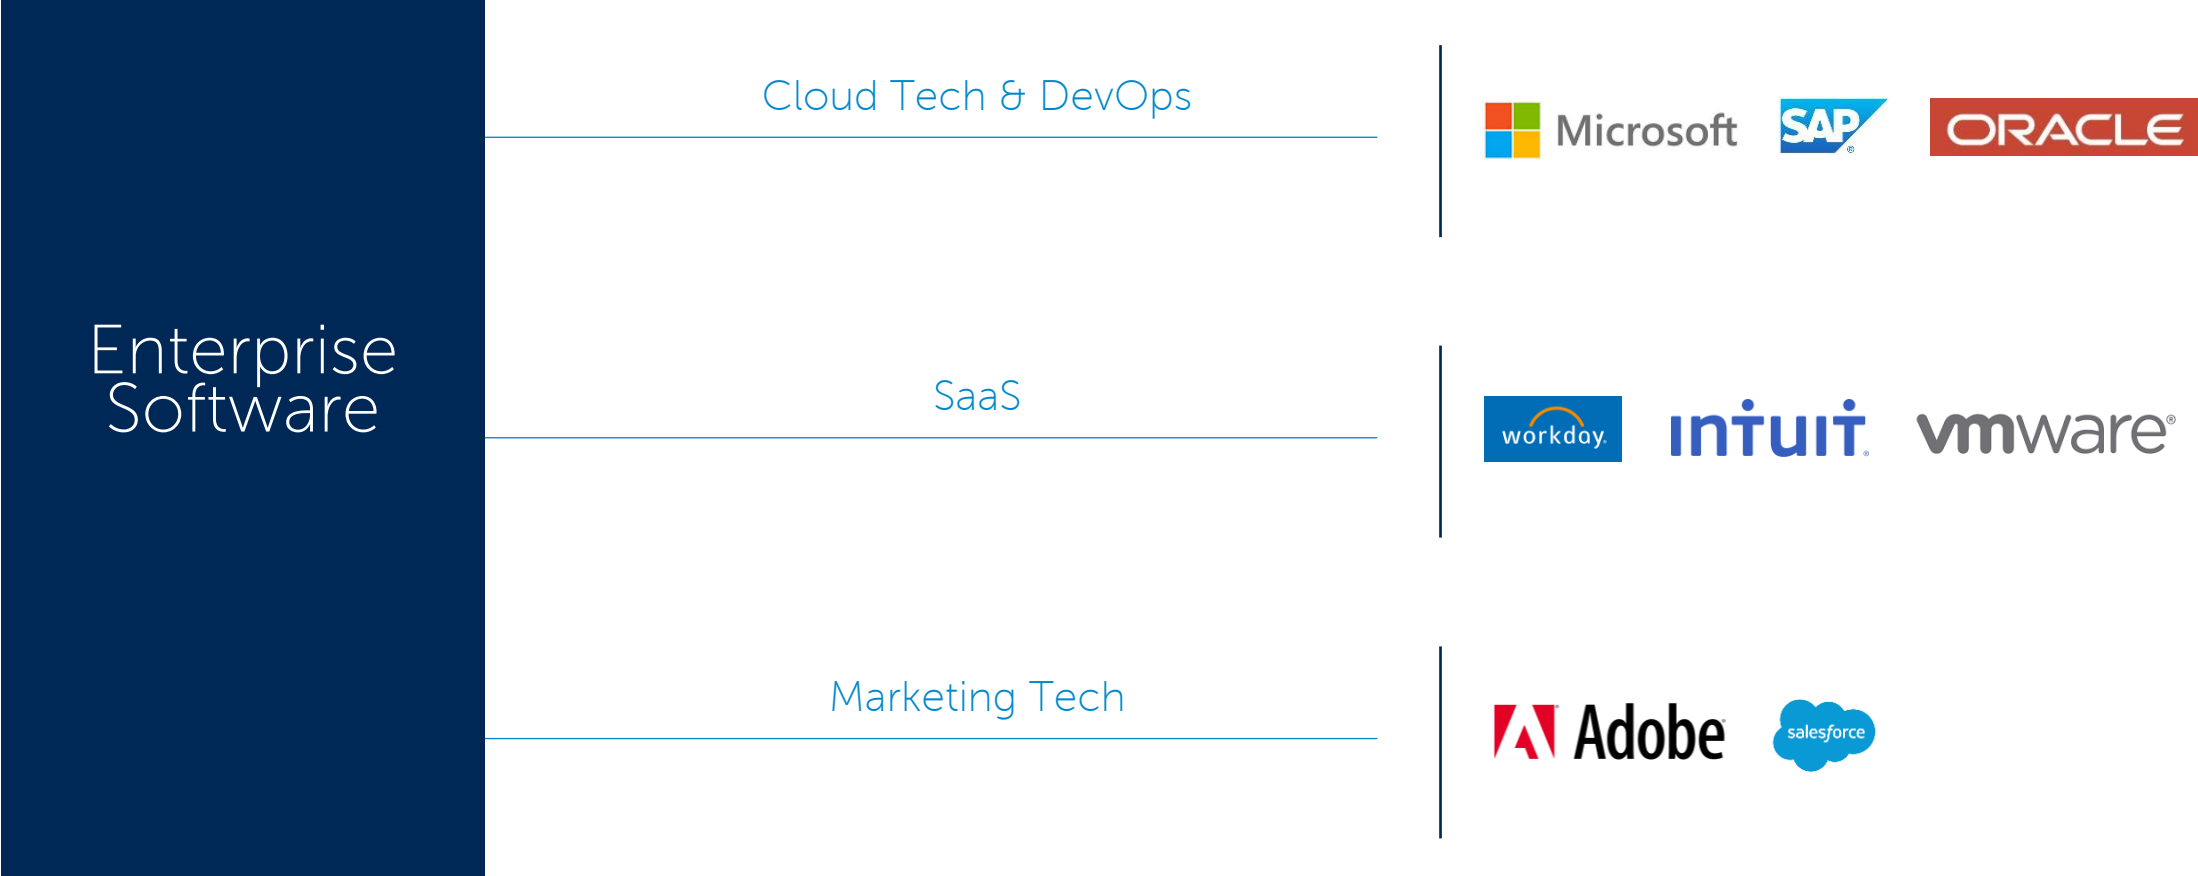 Enterprise
Software
Cloud Tech & DevOps
Microsoft
SAP®
ORACLE
SaaS
workday.
intuit®
vmware®
Marketing Tech
Adobe
salesforce